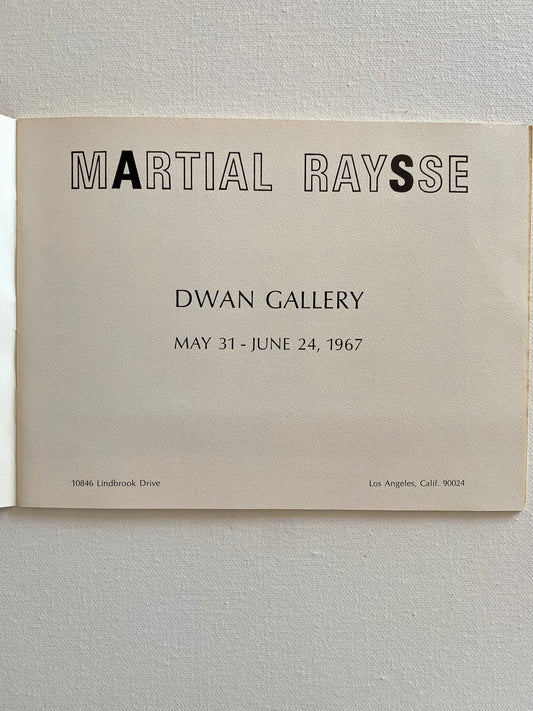 MARTIAL RAYSSE
DWAN GALLERY
MAY 31 - JUNE 24, 1967
10846 Lindbrook Drive
Los Angeles, Calif. 90024